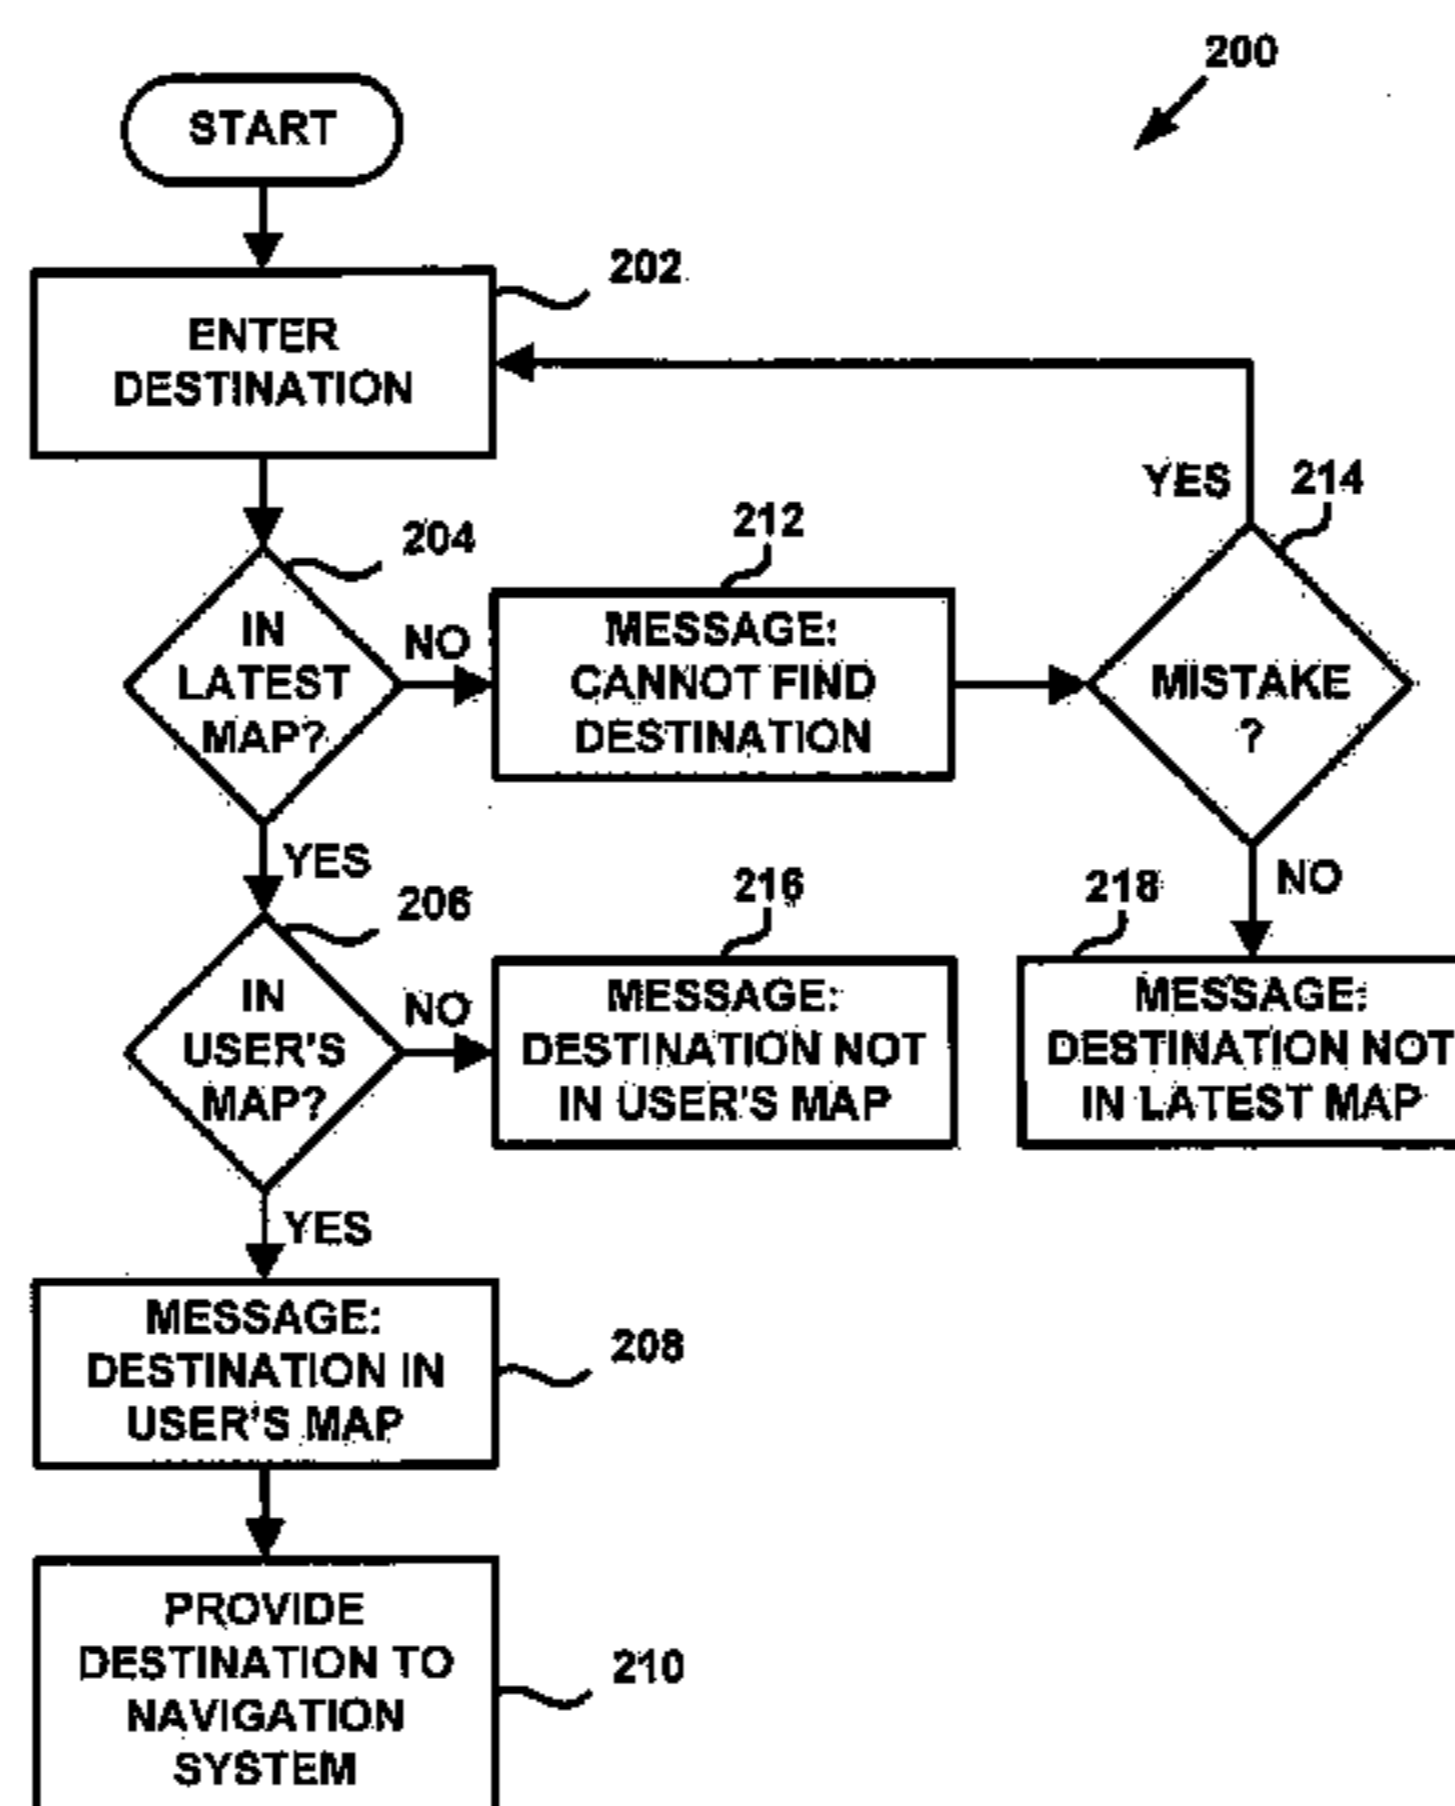 200
START
202
ENTER
DESTINATION
YES
214
204
212
IN
LATEST
MAP?
NO
MESSAGE:
CANNOT FIND
DESTINATION
MISTAKE
?
YES
NO
206
216
218
IN
USER'S
MAP?
NO
MESSAGE:
DESTINATION NOT
IN USER'S MAP
MESSAGE:
DESTINATION NOT
IN LATEST MAP
YES
MESSAGE:
DESTINATION IN
USER'S MAP
208
PROVIDE
DESTINATION TO
NAVIGATION
SYSTEM
210